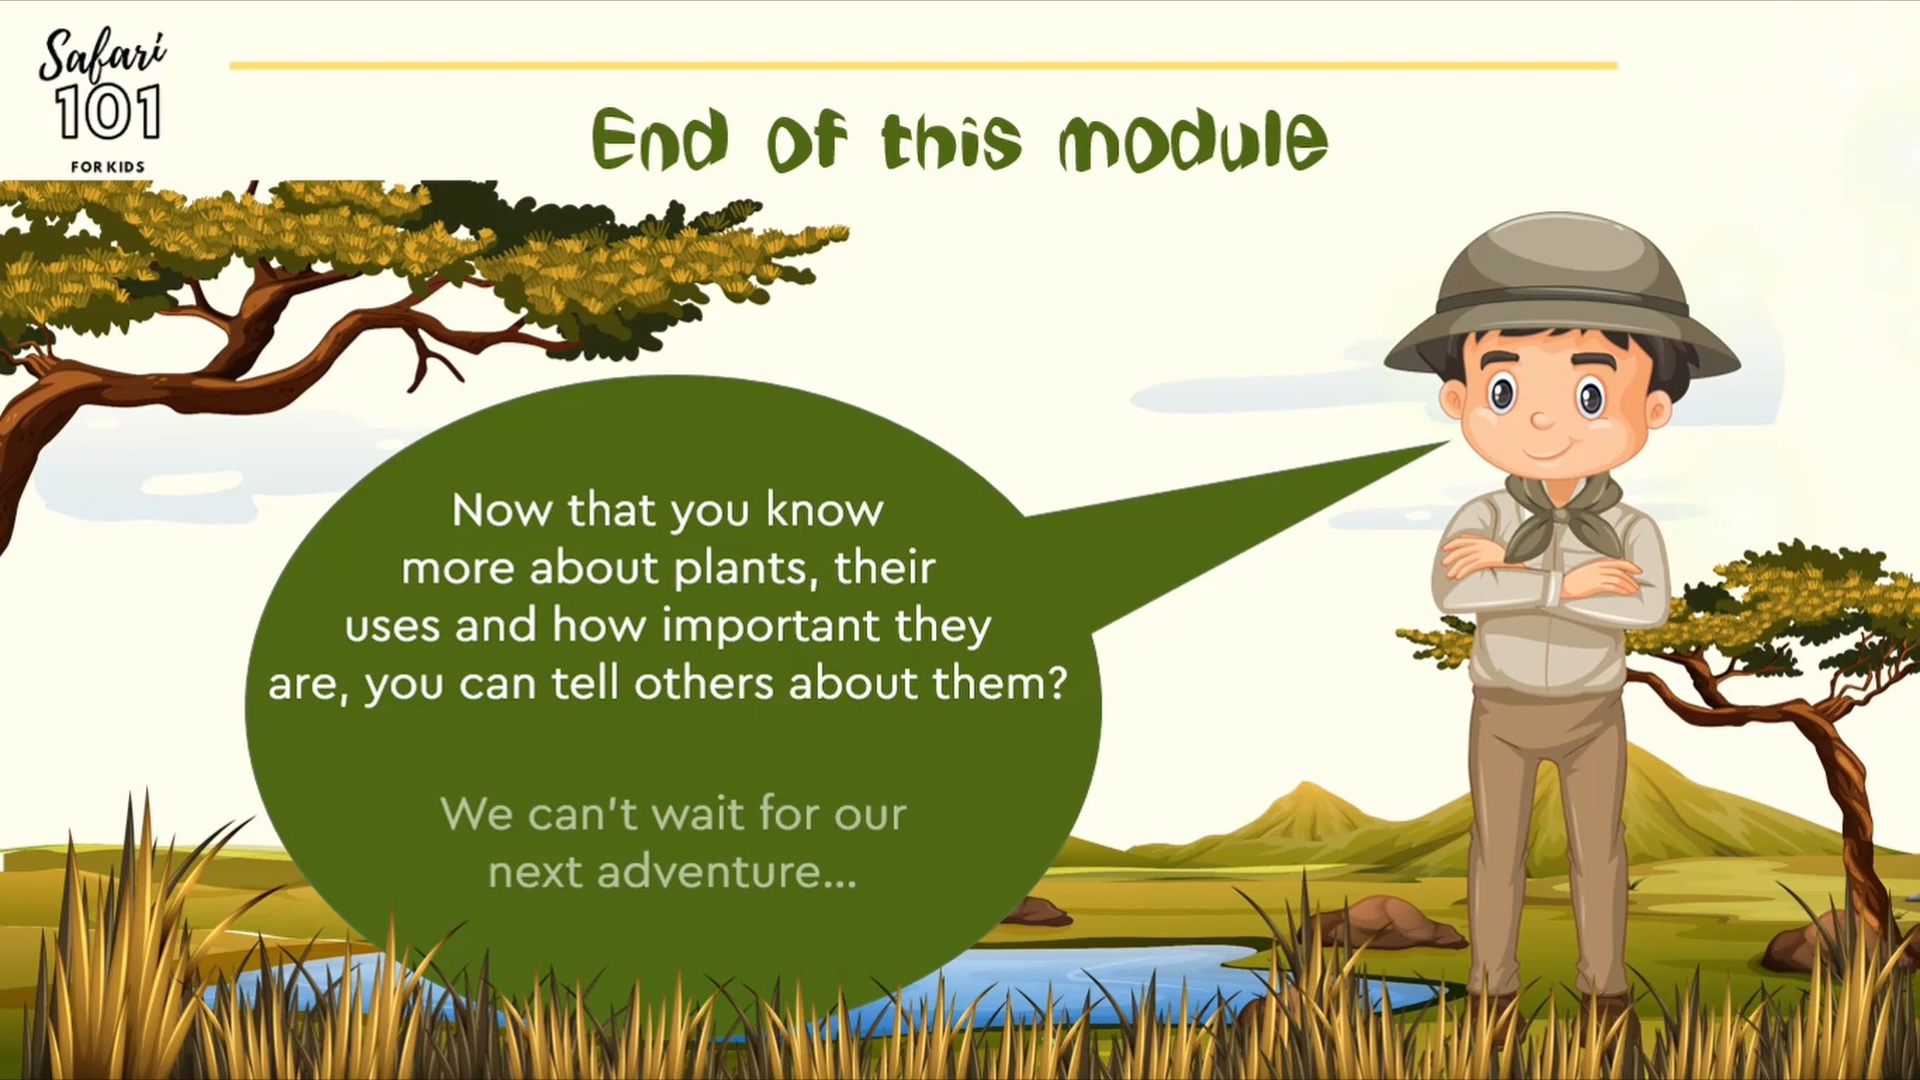 Safari
101
FOR KIDS
End of this module
Now that you know
more about plants, their
uses and how important they
are, you can tell others about them?
We can't wait for our
next adventure...